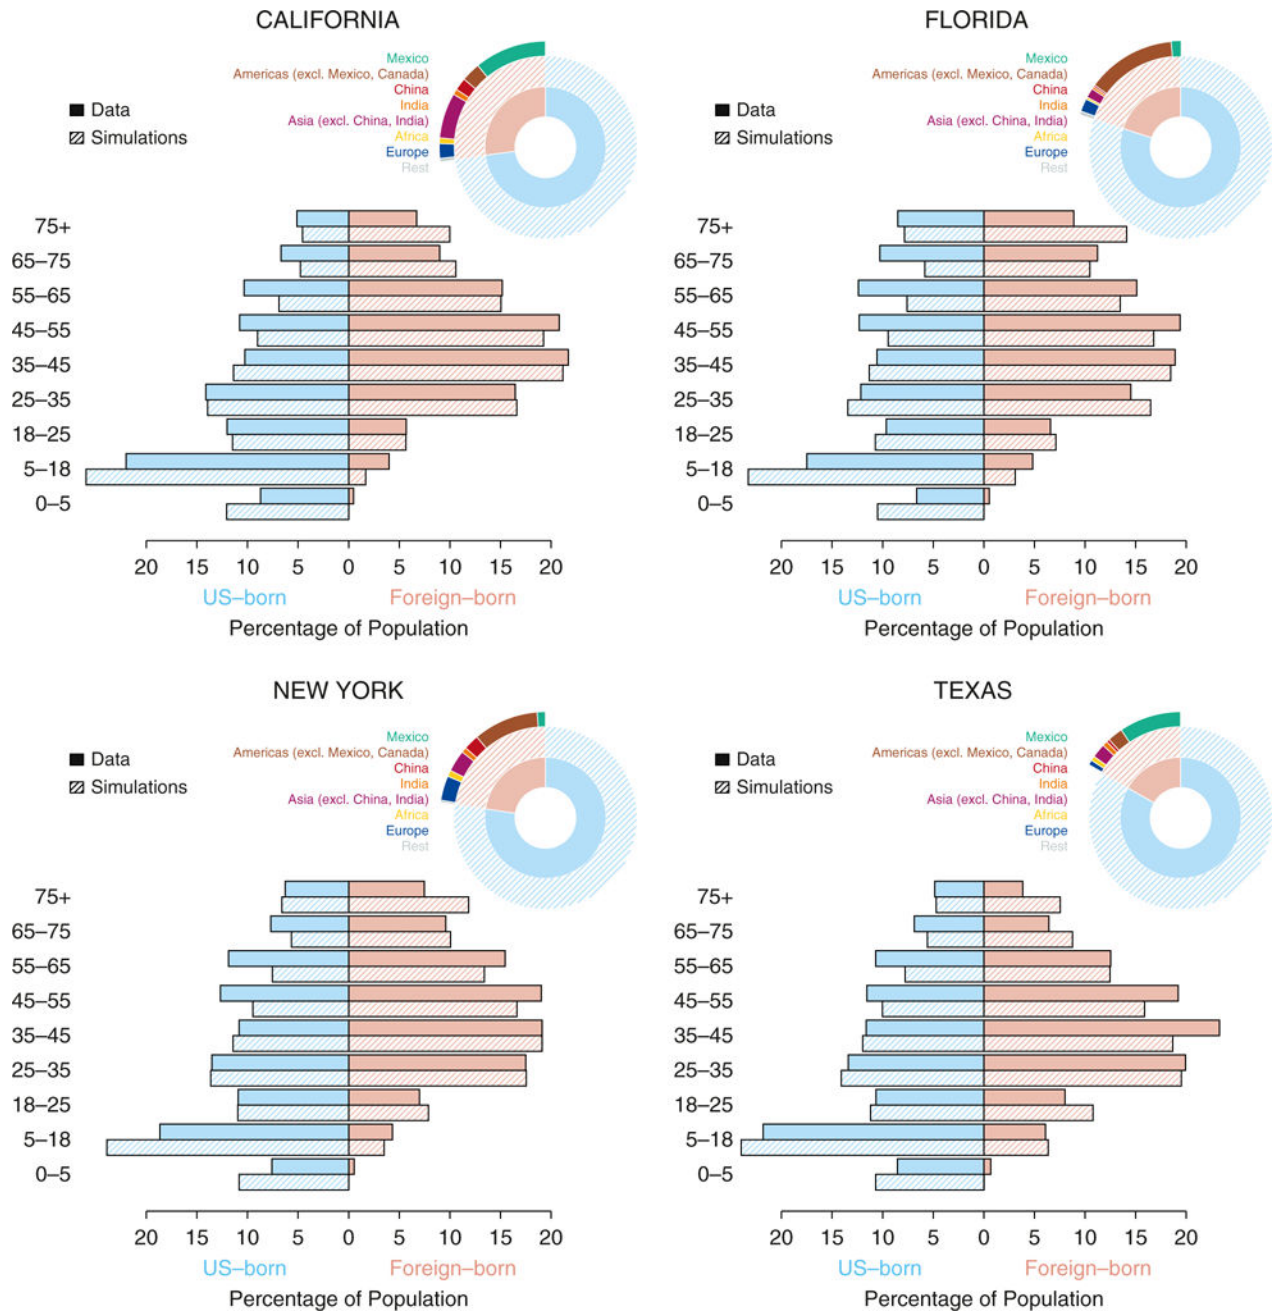 CALIFORNIA
Mexico
Americas (excl. Mexico, Canada)
China
India
Asia (excl. China, India)
Africa
Europe
Rest
Data
Simulations
75+
65–75
55–65
45–55
35–45
25–35
18–25
5–18
0–5
20 15 10 5 0 5 10 15 20
US–born Foreign–born
Percentage of Population
FLORIDA
Mexico
Americas (excl. Mexico, Canada)
China
India
Asia (excl. China, India)
Africa
Europe
Rest
Data
Simulations
75+
65–75
55–65
45–55
35–45
25–35
18–25
5–18
0–5
20 15 10 5 0 5 10 15 20
US–born Foreign–born
Percentage of Population
NEW YORK
Mexico
Americas (excl. Mexico, Canada)
China
India
Asia (excl. China, India)
Africa
Europe
Rest
Data
Simulations
75+
65–75
55–65
45–55
35–45
25–35
18–25
5–18
0–5
20 15 10 5 0 5 10 15 20
US–born Foreign–born
Percentage of Population
TEXAS
Mexico
Americas (excl. Mexico, Canada)
China
India
Asia (excl. China, India)
Africa
Europe
Rest
Data
Simulations
75+
65–75
55–65
45–55
35–45
25–35
18–25
5–18
0–5
20 15 10 5 0 5 10 15 20
US–born Foreign–born
Percentage of Population